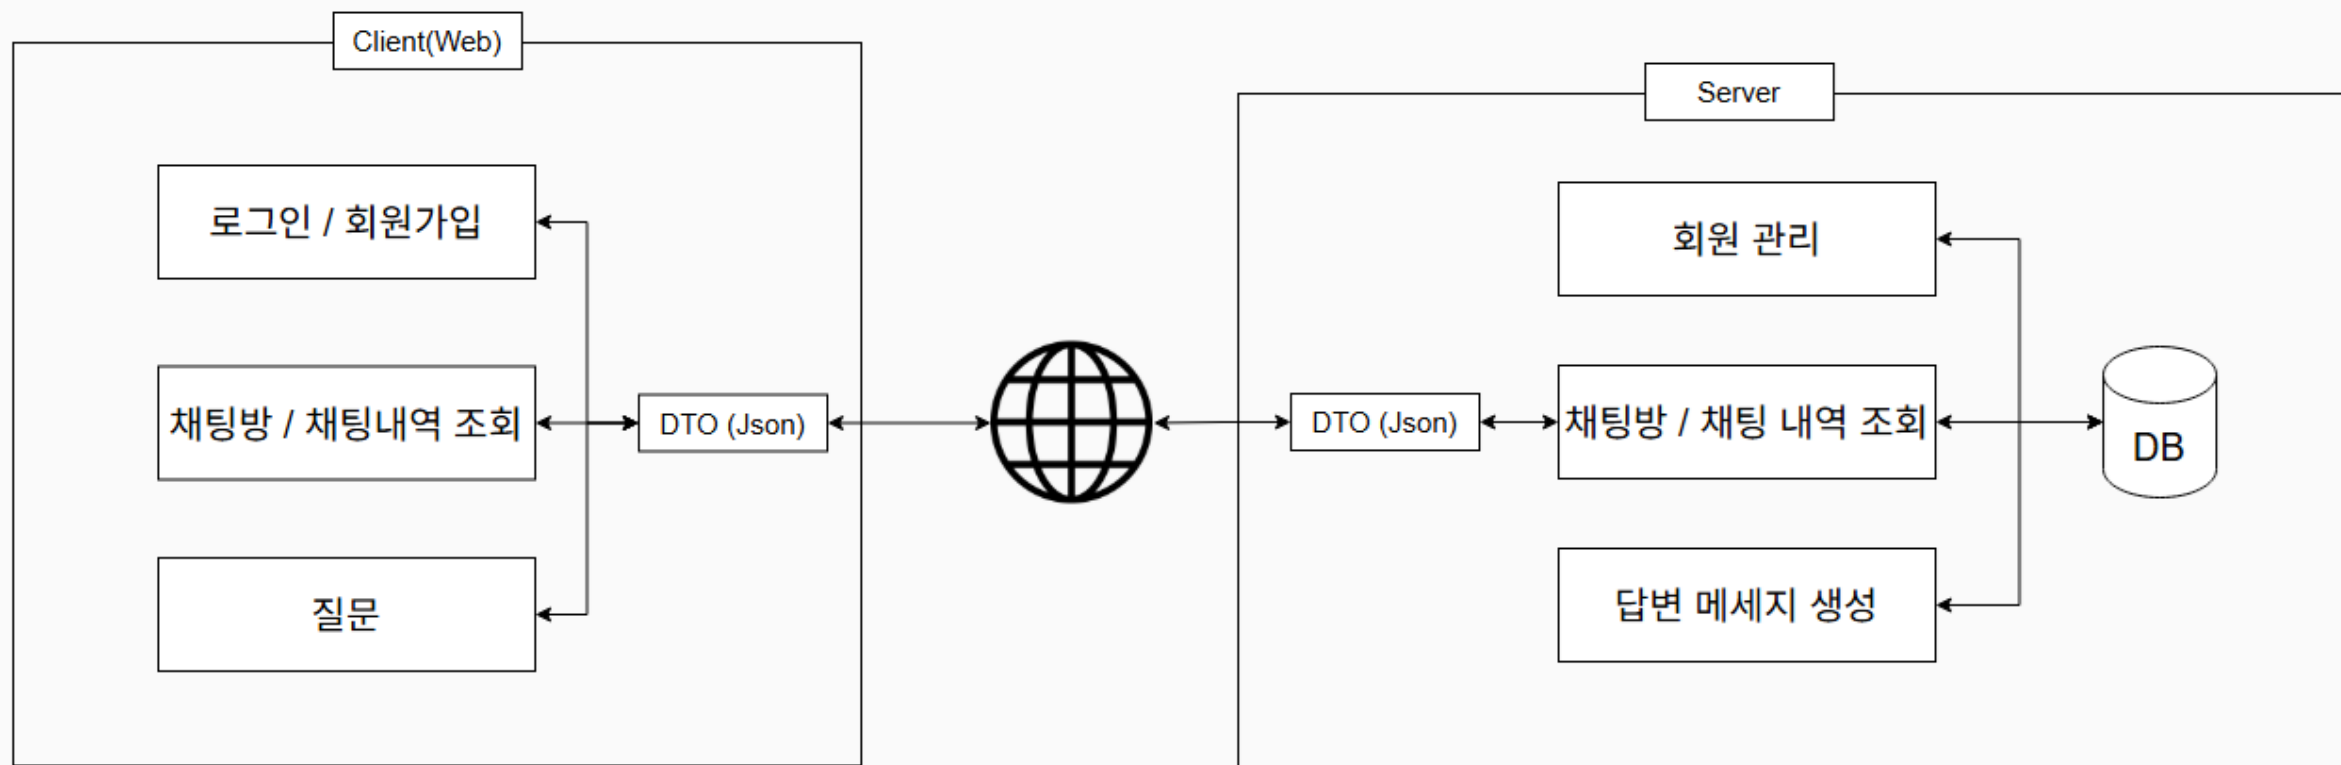 Client(Web)
로그인 / 회원가입
채팅방 / 채팅내역 조회
질문
DTO (Json)
Server
DTO (Json)
회원 관리
채팅방 / 채팅 내역 조회
답변 메세지 생성
DB